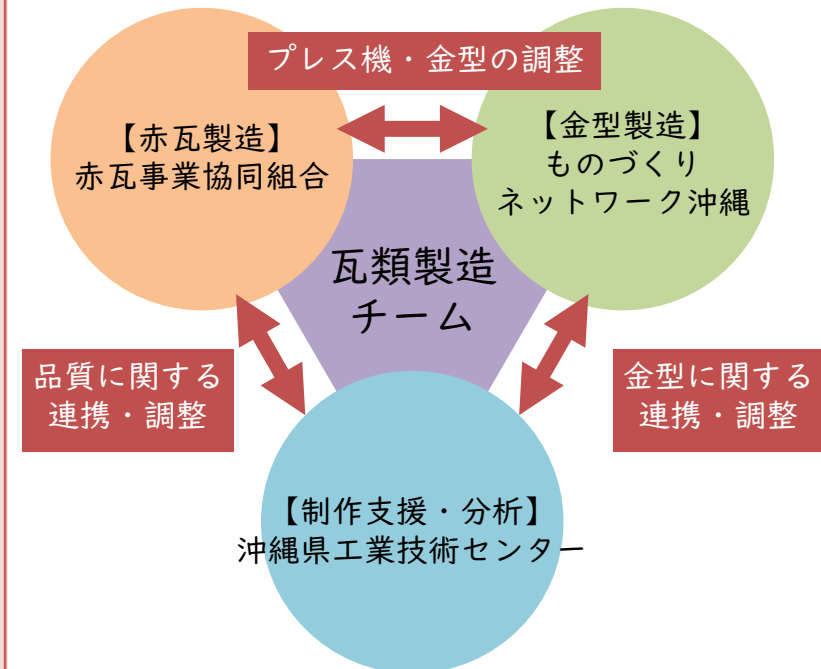 プレス機・金型の調整
【赤瓦製造】
赤瓦事業協同組合
【金型製造】
ものづくり
ネットワーク沖縄
瓦類製造
チーム
品質に関する
連携・調整
金型に関する
連携・調整
【制作支援・分析】
沖縄県工業技術センター